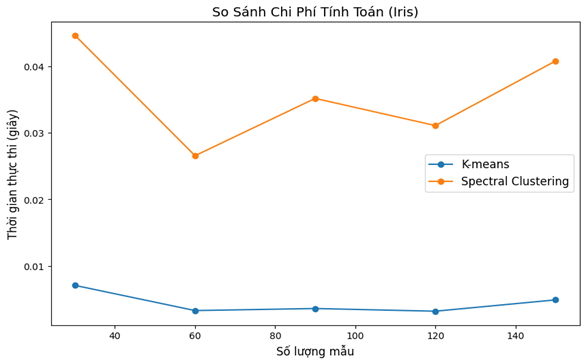 So Sánh Chi Phí Tính Toán (Iris)
Thời gian thực thi (giây)
0.04
0.03
0.02
0.01
K-means
Spectral Clustering
40
60
80
100
120
140
Số lượng mẫu